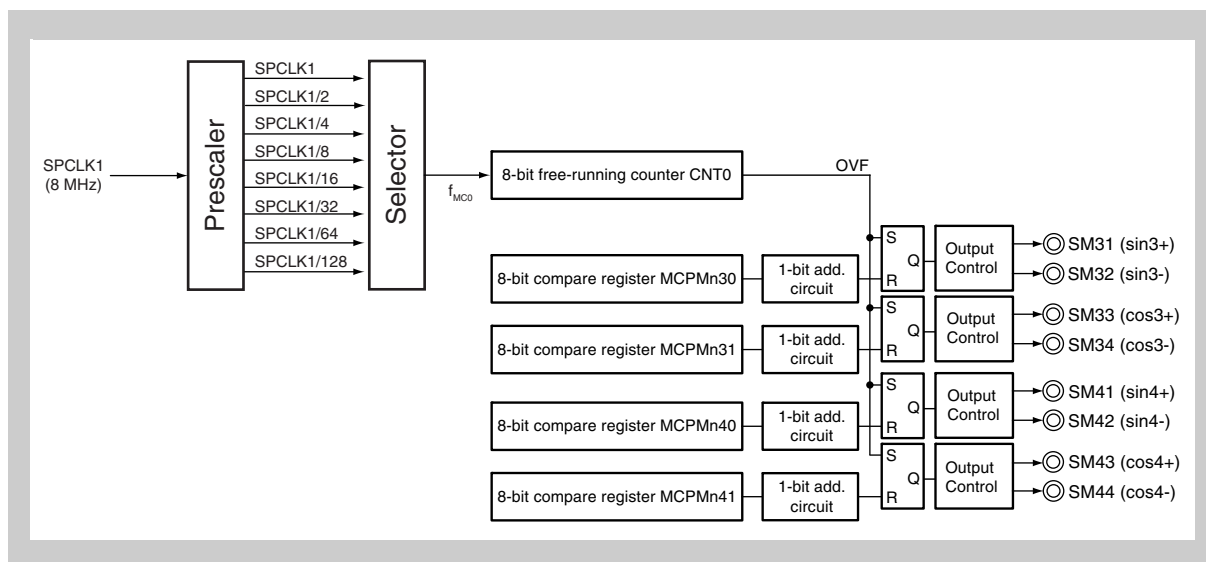 SPCLK1
(8 MHz)
Prescaler
SPCLK1
SPCLK1/2
SPCLK1/4
SPCLK1/8
SPCLK1/16
SPCLK1/32
SPCLK1/64
SPCLK1/128
Selector
fMC0
8-bit free-running counter CNT0
OVF
8-bit compare register MCPMn30
1-bit add.
circuit
S
Q
R
Output
Control
SM31 (sin3+)
SM32 (sin3-)
8-bit compare register MCPMn31
1-bit add.
circuit
S
Q
R
Output
Control
SM33 (cos3+)
SM34 (cos3-)
8-bit compare register MCPMn40
1-bit add.
circuit
S
Q
R
Output
Control
SM41 (sin4+)
SM42 (sin4-)
8-bit compare register MCPMn41
1-bit add.
circuit
S
Q
R
Output
Control
SM43 (cos4+)
SM44 (cos4-)